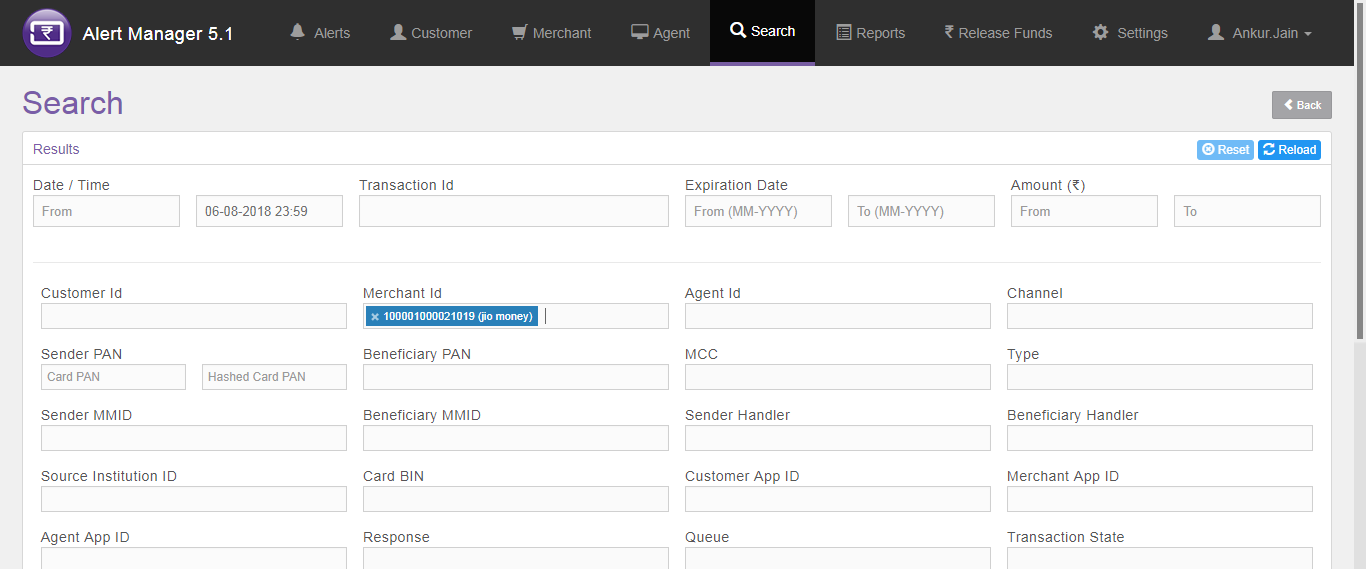 Alert Manager 5.1 Alerts Customer Merchant Agent Search Reports ₹ Release Funds Settings Ankur.Jain
Search
Back
Results Reset Reload
Date / Time Transaction Id Expiration Date Amount (₹)
From 06-08-2018 23:59 From (MM-YYYY) To (MM-YYYY) From To
Customer Id Merchant Id Agent Id Channel
× 100001000021019 (jio money)
Sender PAN Beneficiary PAN MCC Type
Card PAN Hashed Card PAN
Sender MMID Beneficiary MMID Sender Handler Beneficiary Handler
Source Institution ID Card BIN Customer App ID Merchant App ID
Agent App ID Response Queue Transaction State